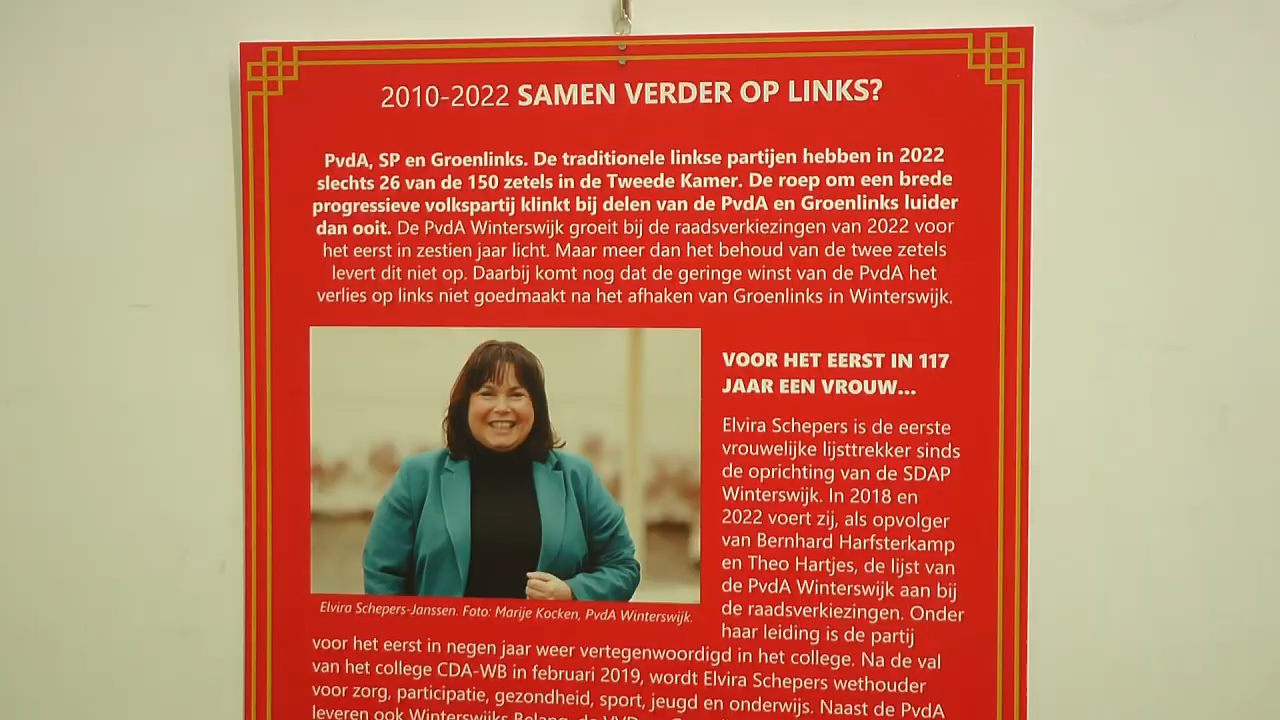 2010-2022 SAMEN VERDER OP LINKS?
PvdA, SP en Groenlinks. De traditionele linkse partijen hebben in 2022
slechts 26 van de 150 zetels in de Tweede Kamer. De roep om een brede
progressieve volkspartij klinkt bij delen van de PvdA en Groenlinks luider
dan ooit. De PvdA Winterswijk groeit bij de raadsverkiezingen van 2022 voor
het eerst in zestien jaar licht. Maar meer dan het behoud van de twee zetels
levert dit niet op. Daarbij komt nog dat de geringe winst van de PvdA het
verlies op links niet goedmaakt na het afhaken van Groenlinks in Winterswijk.
VOOR HET EERST IN 117
JAAR EEN VROUW...
Elvira Schepers is de eerste
vrouwelijke lijsttrekker sinds
de oprichting van de SDAP
Winterswijk. In 2018 en
2022 voert zij, als opvolger
van Bernhard Harfsterkamp
en Theo Hartjes, de lijst van
de PvdA Winterswijk aan bij
de raadsverkiezingen. Onder
haar leiding is de partij
Elvira Schepers-Janssen. Foto: Marije Kocken, PvdA Winterswijk.
voor het eerst in negen jaar weer vertegenwoordigd in het college. Na de val
van het college CDA-WB in februari 2019, wordt Elvira Schepers wethouder
voor zorg, participatie, gezondheid, sport, jeugd en onderwijs. Naast de PvdA
leveren ook Winterswijks Belang, de VVD